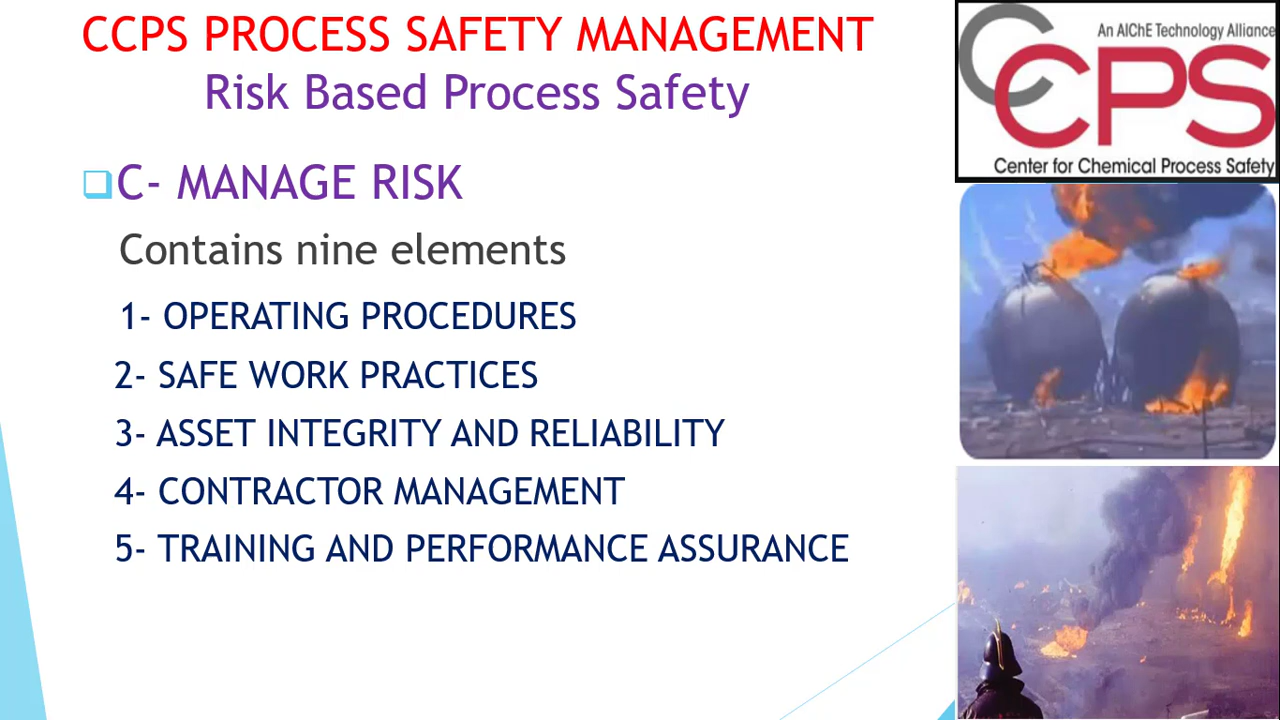 CCPS PROCESS SAFETY MANAGEMENT
Risk Based Process Safety
C- MANAGE RISK
Contains nine elements
1- OPERATING PROCEDURES
2- SAFE WORK PRACTICES
3- ASSET INTEGRITY AND RELIABILITY
4- CONTRACTOR MANAGEMENT
5- TRAINING AND PERFORMANCE ASSURANCE
An AIChE Technology Alliance
CCPS
Center for Chemical Process Safety